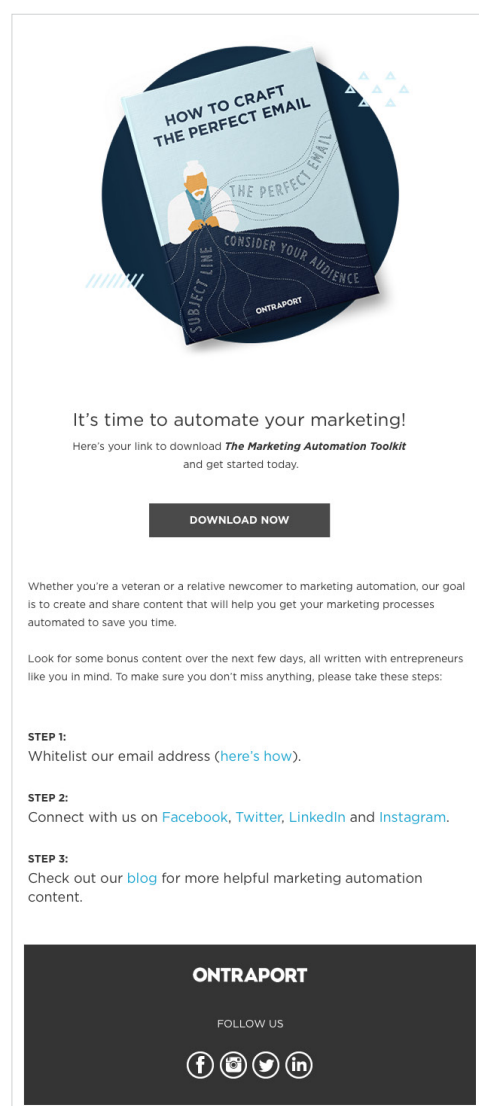 HOW TO CRAFT
THE PERFECT EMAIL
THE PERFECT EMAIL
SUBJECT LINE
CONSIDER YOUR AUDIENCE
ONTRAPORT
It's time to automate your marketing!
Here's your link to download The Marketing Automation Toolkit
and get started today.
DOWNLOAD NOW
Whether you're a veteran or a relative newcomer to marketing automation, our goal
is to create and share content that will help you get your marketing processes
automated to save you time.
Look for some bonus content over the next few days, all written with entrepreneurs
like you in mind. To make sure you don't miss anything, please take these steps:
STEP 1:
Whitelist our email address (here's how).
STEP 2:
Connect with us on Facebook, Twitter, LinkedIn and Instagram.
STEP 3:
Check out our blog for more helpful marketing automation
content.
ONTRAPORT
FOLLOW US